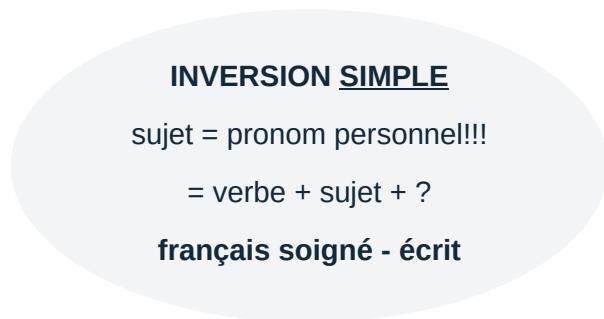 INVERSION SIMPLE
sujet = pronom personnel!!!
= verbe + sujet + ?
français soigné - écrit